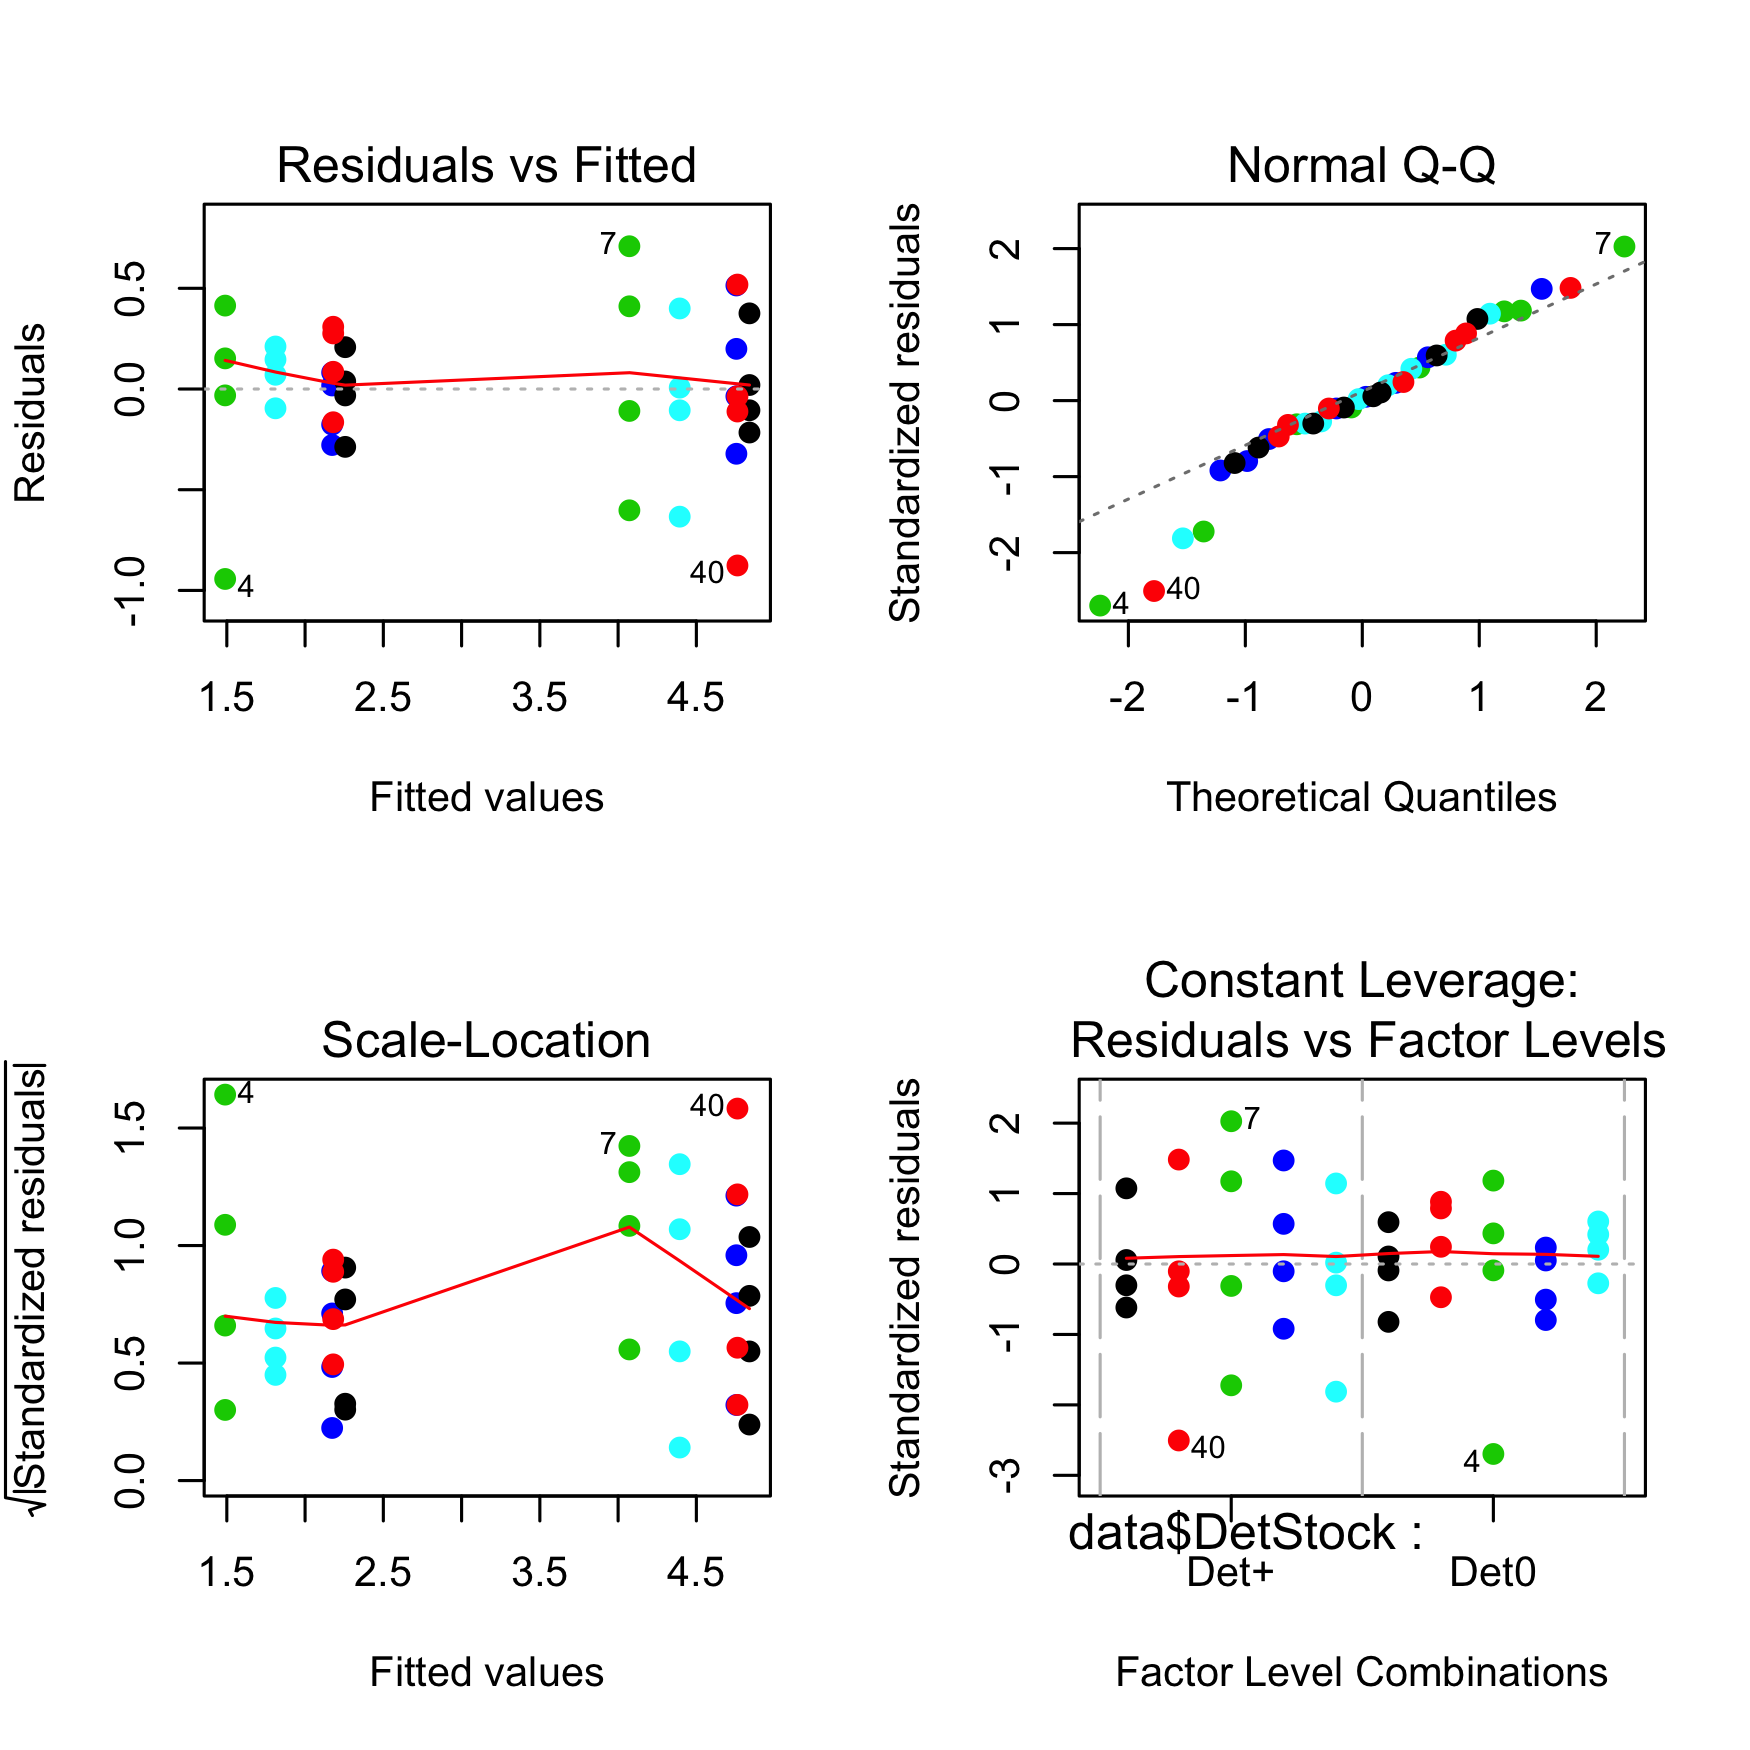 Residuals vs Fitted
Residuals
0.5
0.0
-1.0
7
4
40
1.5 2.5 3.5 4.5
Fitted values
Normal Q-Q
Standardized residuals
2
1
0
-1
-2
7
40
4
-2 -1 0 1 2
Theoretical Quantiles
Scale-Location
√|Standardized residuals|
1.5
1.0
0.5
0.0
4
40
7
1.5 2.5 3.5 4.5
Fitted values
Constant Leverage:
Residuals vs Factor Levels
Standardized residuals
2
1
0
-1
-3
7
40
4
data$DetStock :
Det+ Det0
Factor Level Combinations